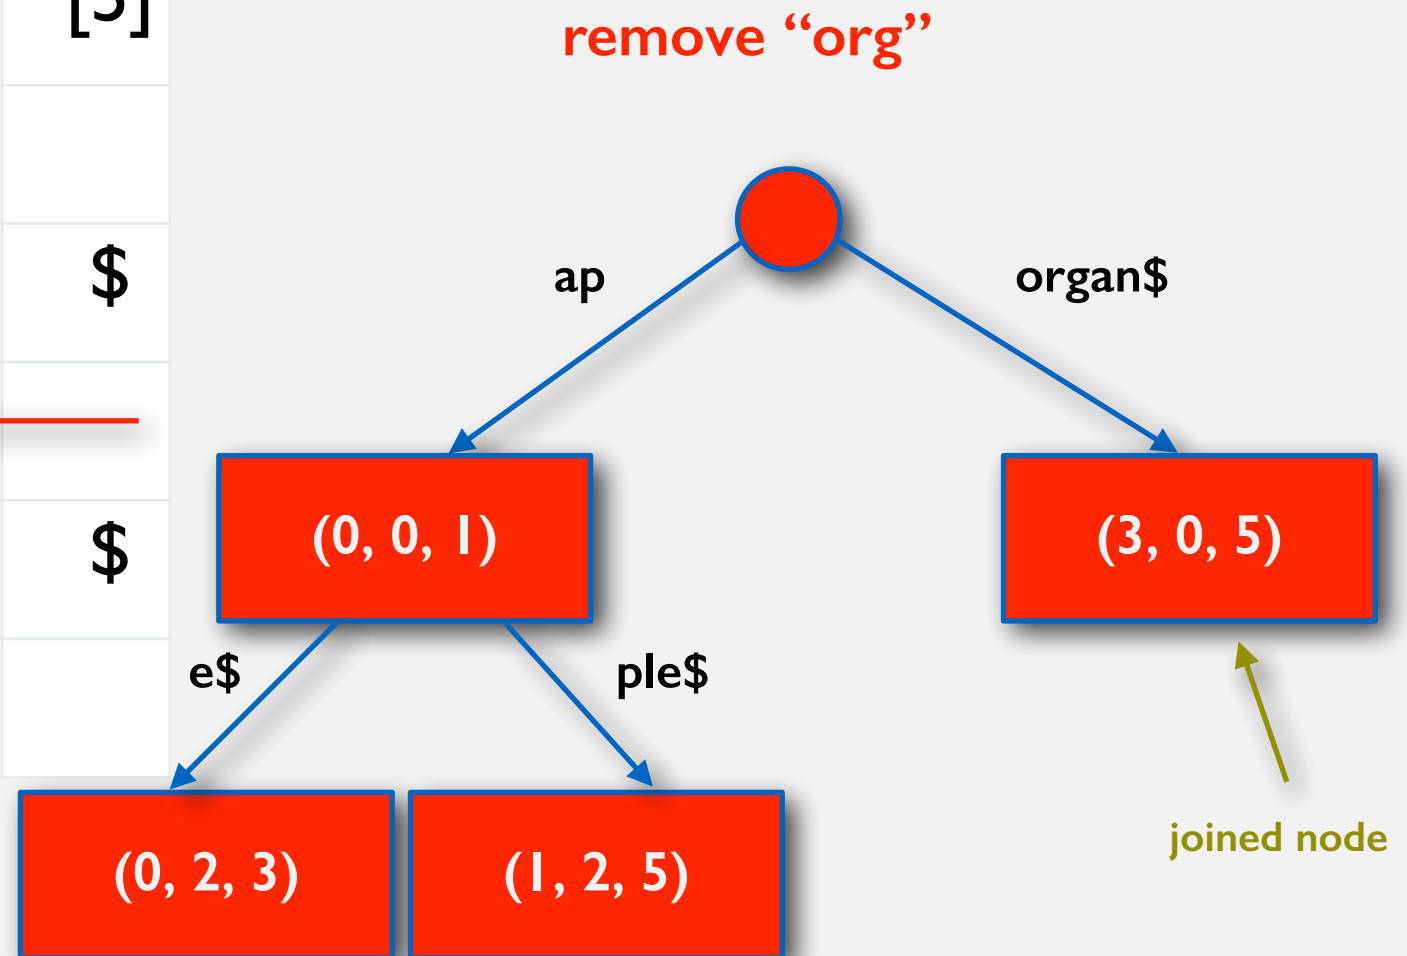 [5]
remove “org”
$
ap
organ$
(0, 0, 1)
(3, 0, 5)
$
e$
ple$
joined node
(0, 2, 3)
(1, 2, 5)